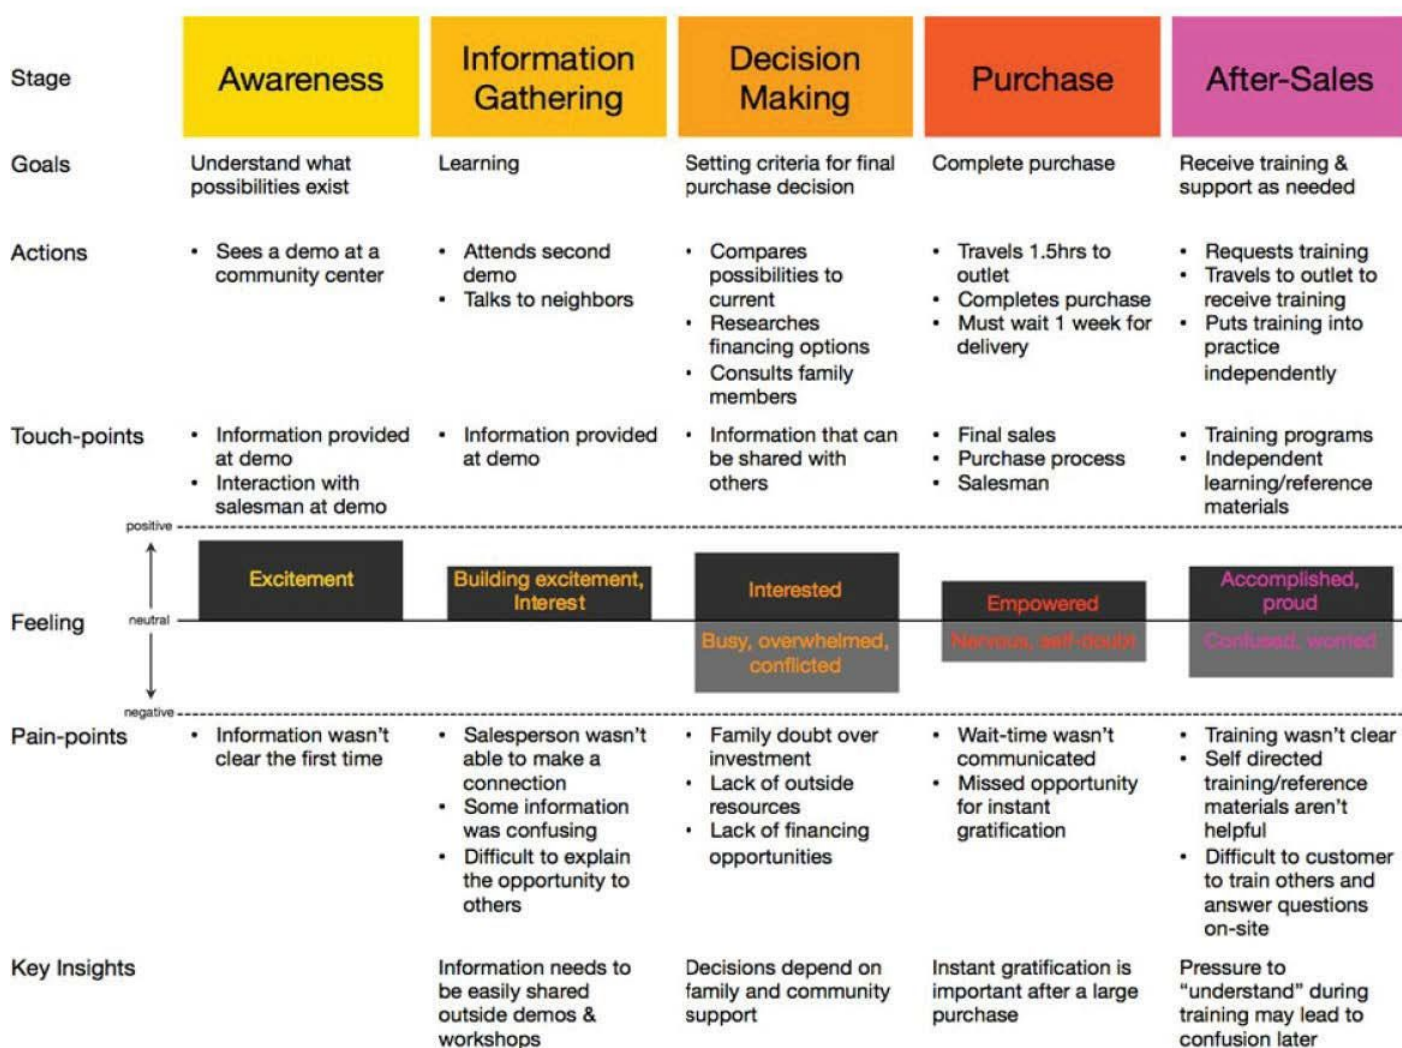 Stage
Awareness
Information
Gathering
Decision
Making
Purchase
After-Sales
Goals
Understand what
possibilities exist
Learning
Setting criteria for final
purchase decision
Complete purchase
Receive training &
support as needed
Actions
• Sees a demo at a
community center
• Attends second
demo
• Talks to neighbors
• Compares
possibilities to
current
• Researches
financing options
• Consults family
members
• Travels 1.5hrs to
outlet
• Completes purchase
• Must wait 1 week for
delivery
• Requests training
• Travels to outlet to
receive training
• Puts training into
practice
independently
Touch-points
• Information provided
at demo
• Interaction with
salesman at demo
• Information provided
at demo
• Information that can
be shared with
others
• Final sales
• Purchase process
• Salesman
• Training programs
• Independent
learning/reference
materials
positive
Feeling
neutral
negative
Excitement
Building excitement,
Interest
Interested
Busy, overwhelmed,
conflicted
Empowered
Nervous, self-doubt
Accomplished,
proud
Confused, worried
Pain-points
• Information wasn't
clear the first time
• Salesperson wasn't
able to make a
connection
• Some information
was confusing
• Difficult to explain
the opportunity to
others
• Family doubt over
investment
• Lack of outside
resources
• Lack of financing
opportunities
• Wait-time wasn't
communicated
• Missed opportunity
for instant
gratification
• Training wasn't clear
• Self directed
training/reference
materials aren't
helpful
• Difficult to customer
to train others and
answer questions
on-site
Key Insights
Information needs to
be easily shared
outside demos &
workshops
Decisions depend on
family and community
support
Instant gratification is
important after a large
purchase
Pressure to
"understand" during
training may lead to
confusion later